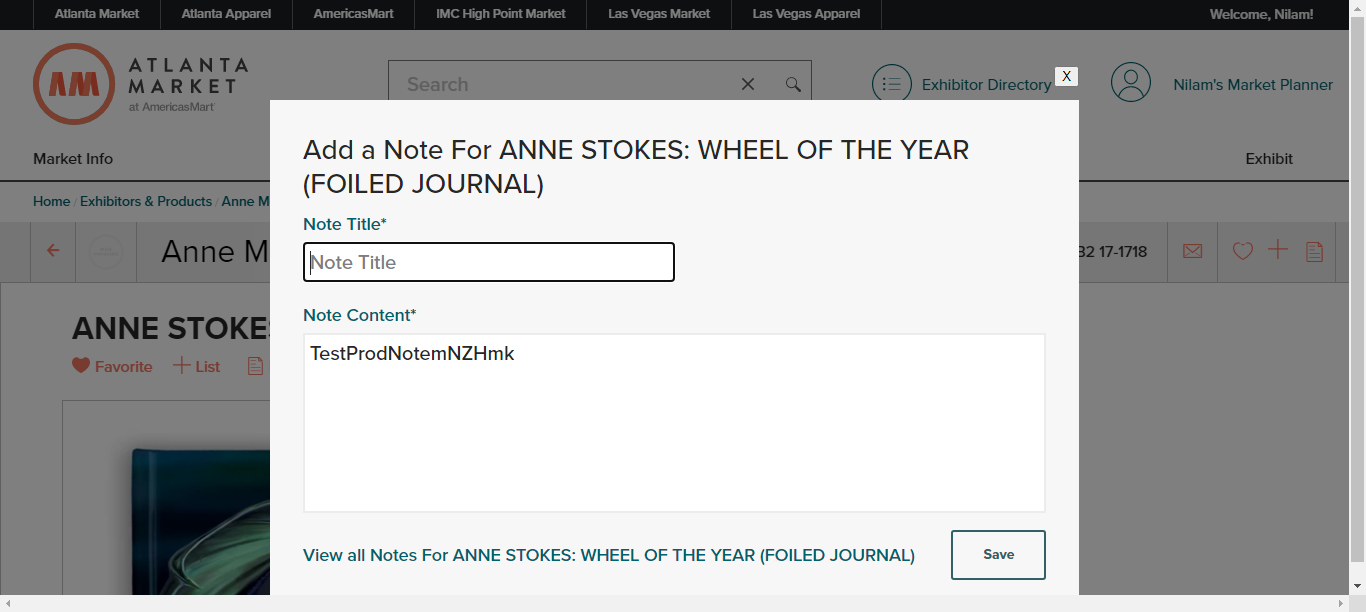 Atlanta Market Atlanta Apparel AmericasMart IMC High Point Market Las Vegas Market Las Vegas Apparel Welcome, Nilam!
AM ATLANTA
MARKET
at AmericasMart
Search
Exhibitor Directory
X
Nilam's Market Planner
Market Info
Exhibit
Home / Exhibitors & Products / Anne M
Anne M
B2 17-1718
Add a Note For ANNE STOKES: WHEEL OF THE YEAR
(FOILED JOURNAL)
Note Title*
Note Title
Note Content*
TestProdNotemNZHmk
View all Notes For ANNE STOKES: WHEEL OF THE YEAR (FOILED JOURNAL)
Save
ANNE STOKES
Favorite
List